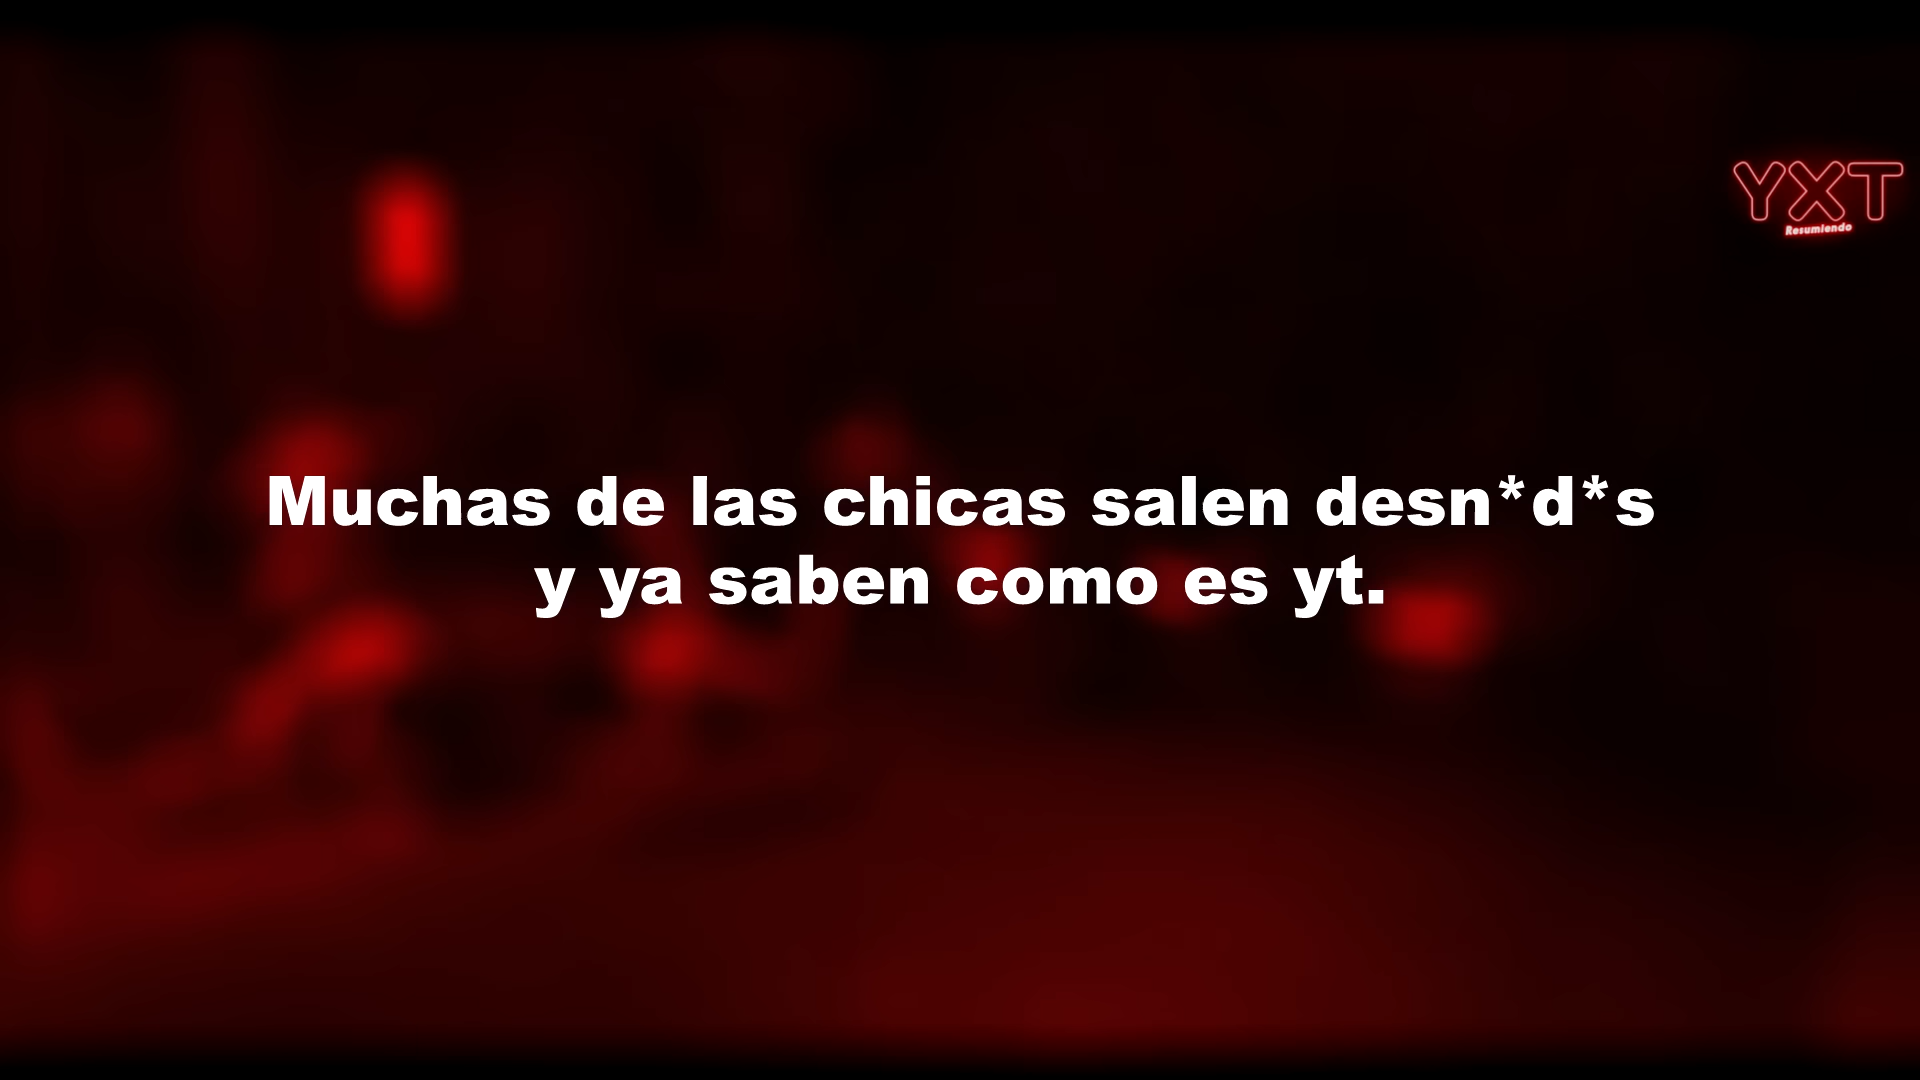 YXT
Resumiendo
Muchas de las chicas salen desn*d*s
y ya saben como es yt.